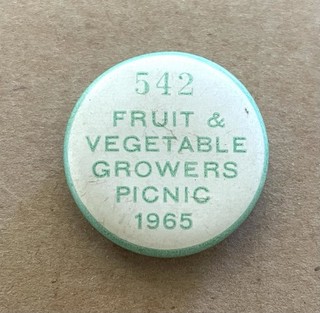 542
FRUIT &
VEGETABLE
GROWERS
PICNIC
1965